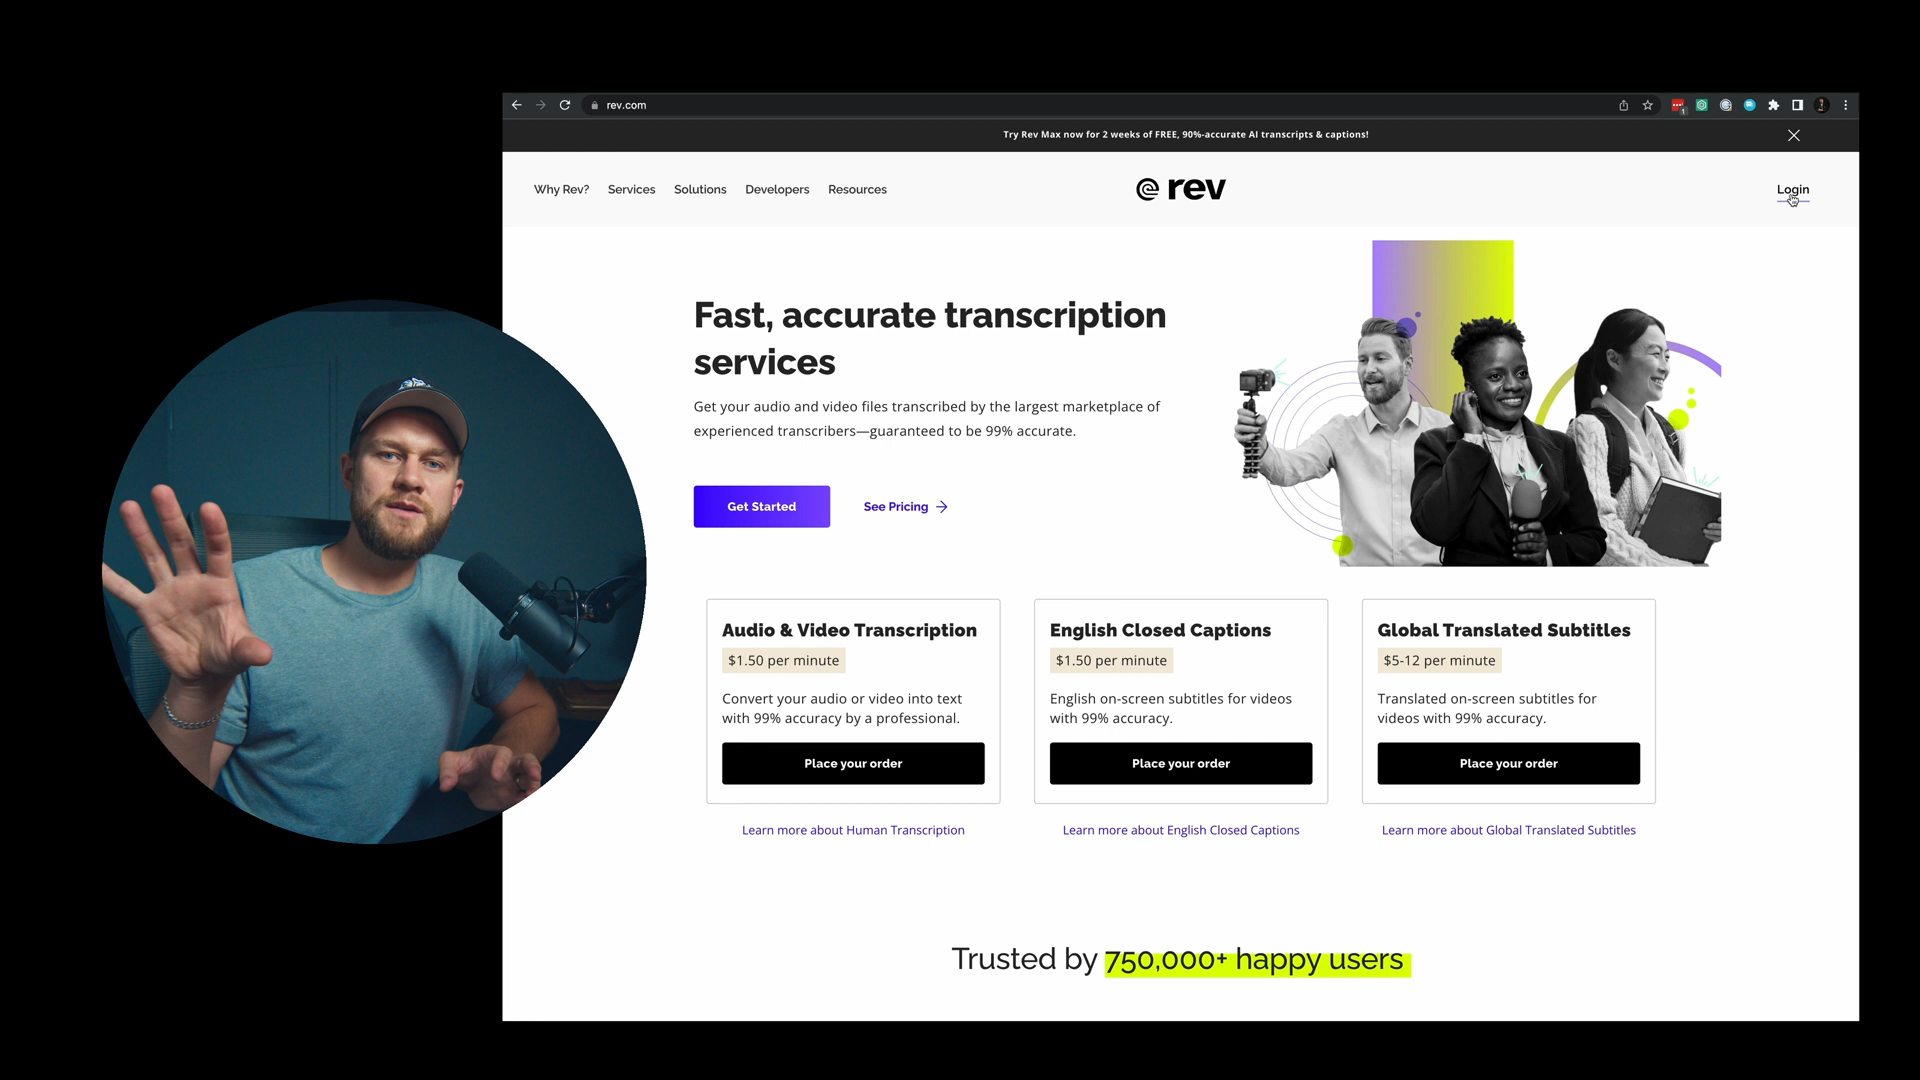 rev.com
Try Rev Max now for 2 weeks of FREE, 90%-accurate AI transcripts & captions!
Why Rev? Services Solutions Developers Resources
rev
Login
Fast, accurate transcription
services
Get your audio and video files transcribed by the largest marketplace of
experienced transcribers—guaranteed to be 99% accurate.
Get Started
See Pricing
Audio & Video Transcription
$1.50 per minute
Convert your audio or video into text
with 99% accuracy by a professional.
Place your order
Learn more about Human Transcription
English Closed Captions
$1.50 per minute
English on-screen subtitles for videos
with 99% accuracy.
Place your order
Learn more about English Closed Captions
Global Translated Subtitles
$5-12 per minute
Translated on-screen subtitles for
videos with 99% accuracy.
Place your order
Learn more about Global Translated Subtitles
Trusted by 750,000+ happy users